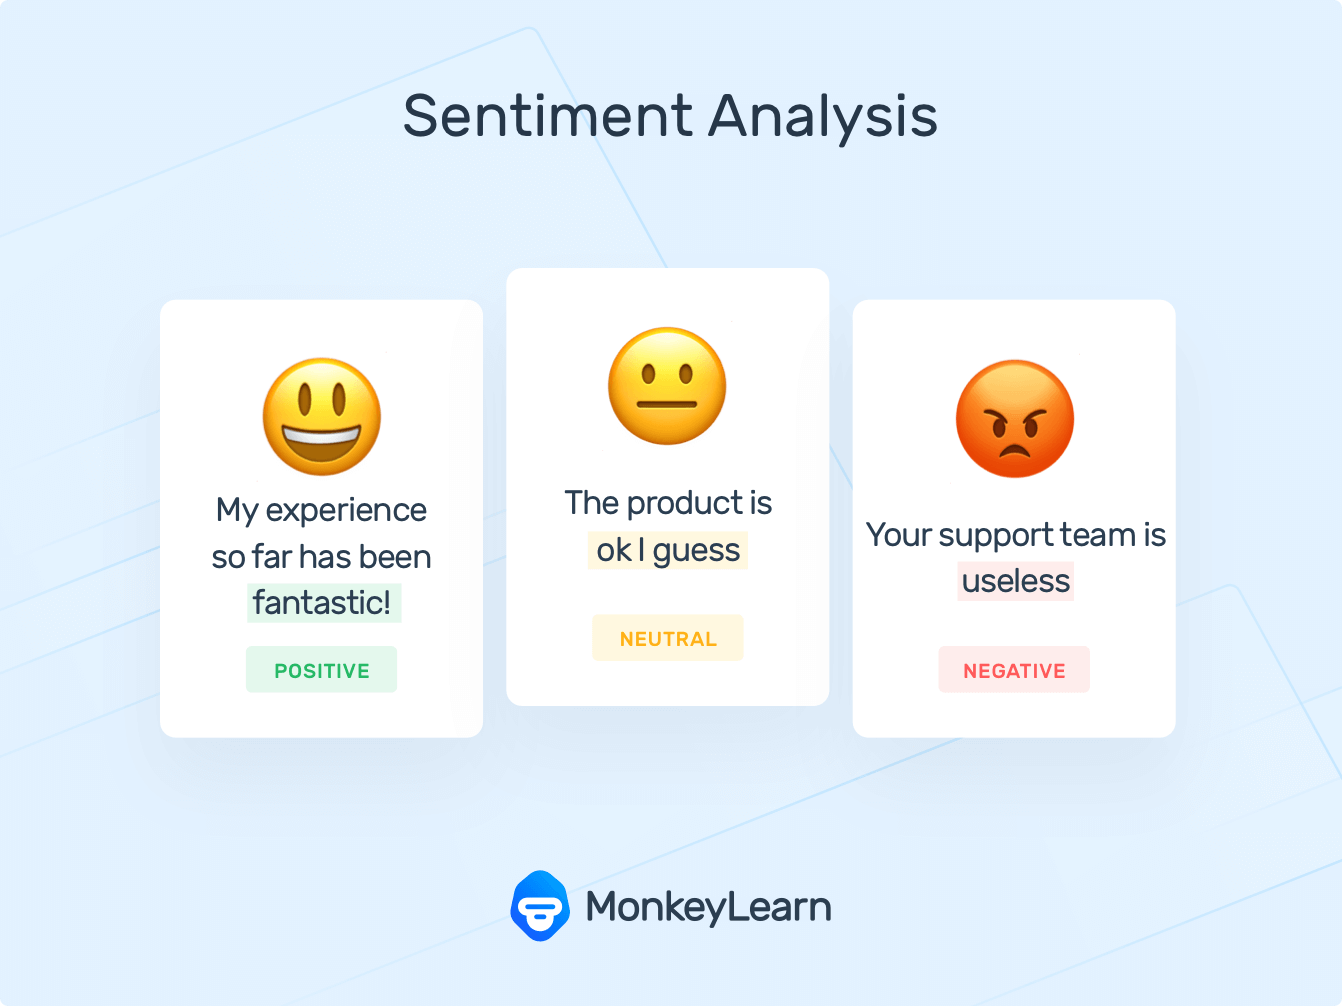 Sentiment Analysis
My experience
so far has been
fantastic!
POSITIVE
The product is
ok I guess
NEUTRAL
Your support team is
useless
NEGATIVE
MonkeyLearn